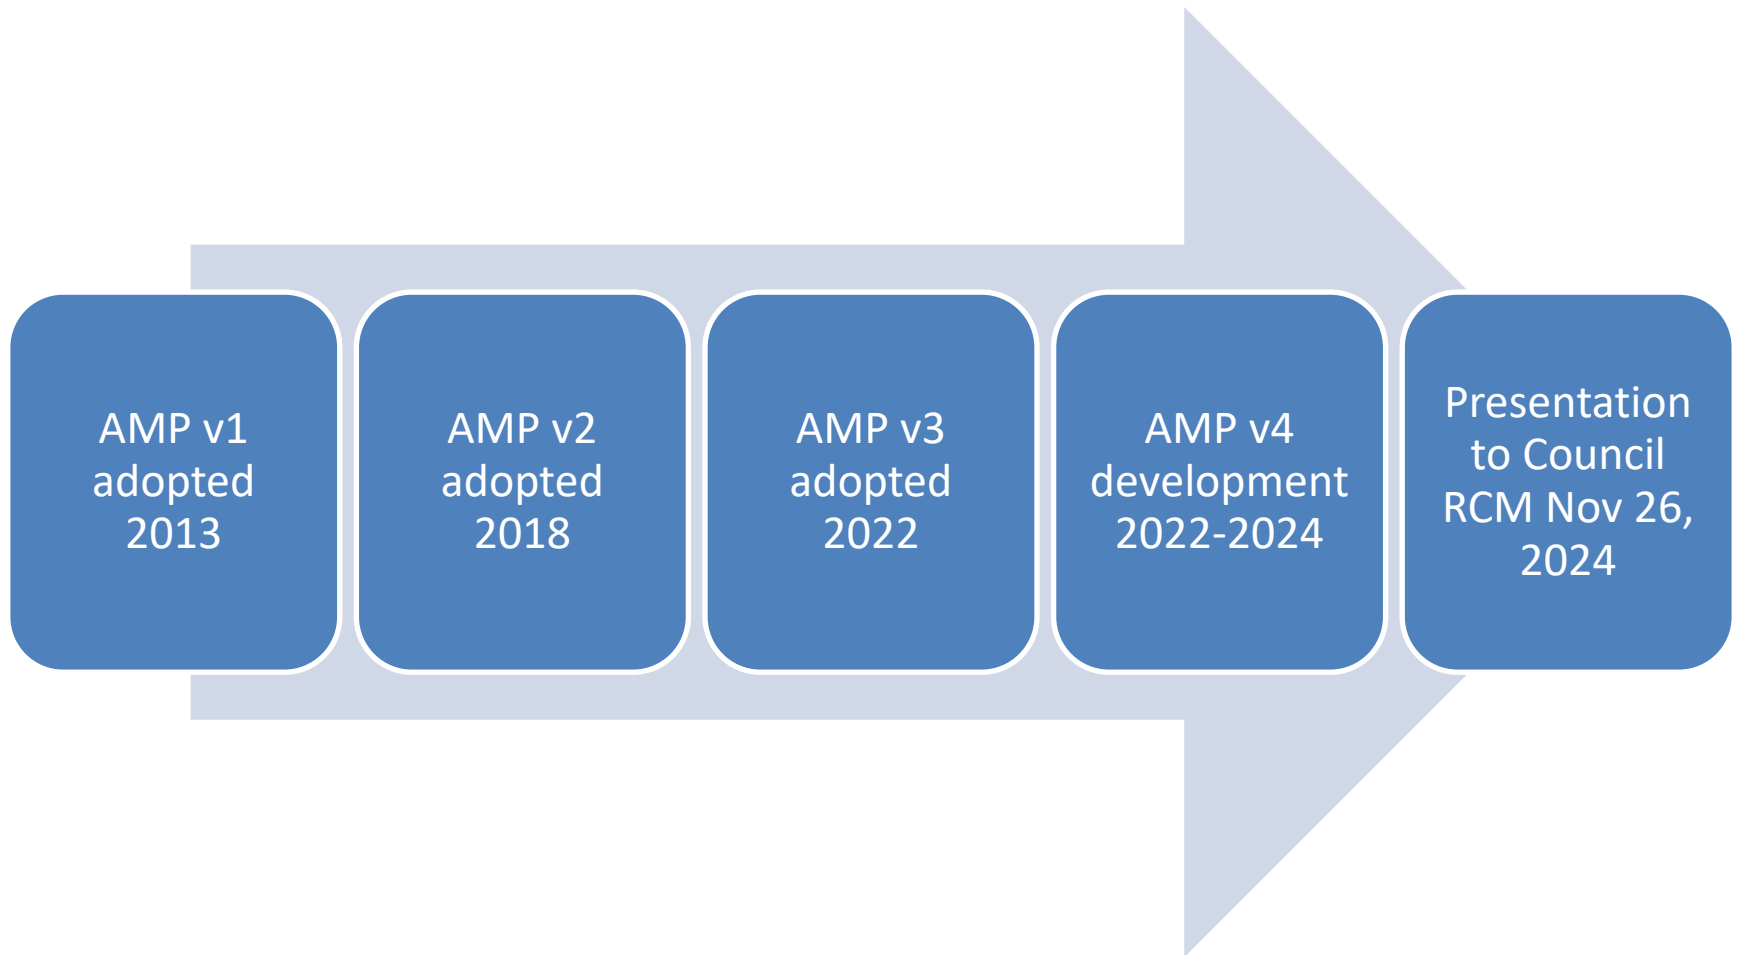 AMP v1
adopted
2013
AMP v2
adopted
2018
AMP v3
adopted
2022
AMP v4
development
2022-2024
Presentation
to Council
RCM Nov 26,
2024